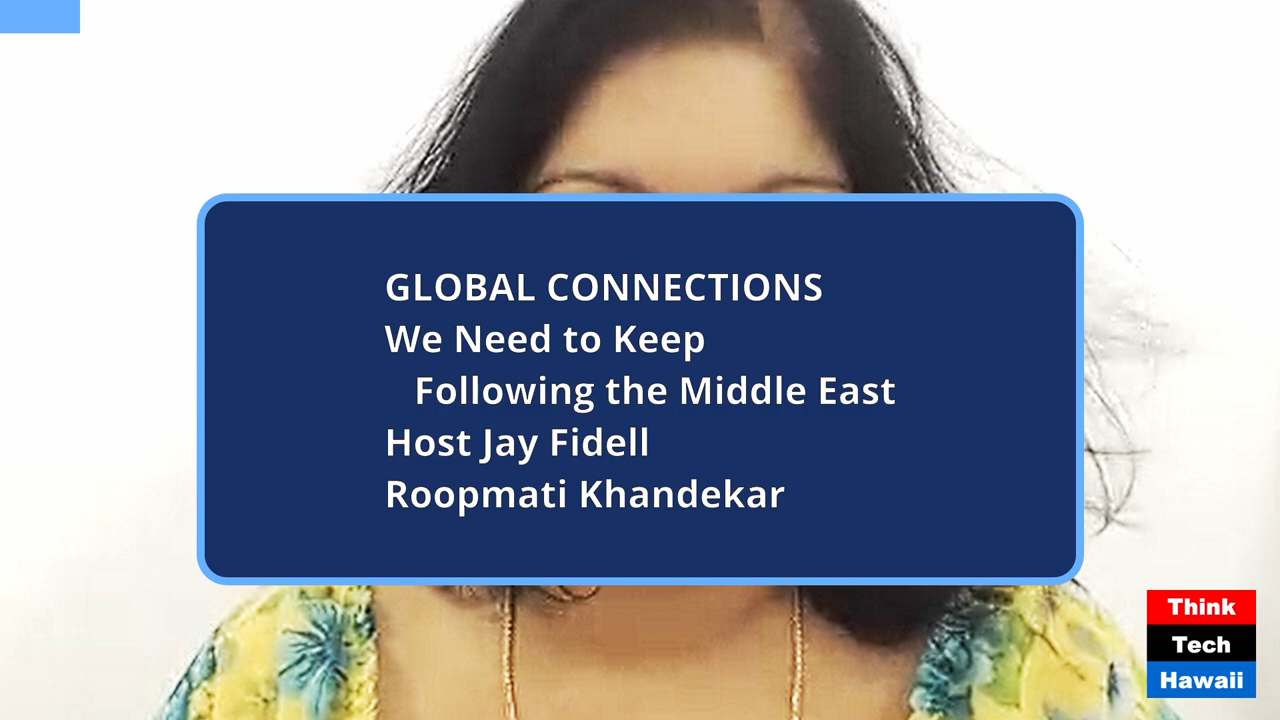 GLOBAL CONNECTIONS
We Need to Keep
Following the Middle East
Host Jay Fidell
Roopmati Khandekar
Think
Tech
Hawaii